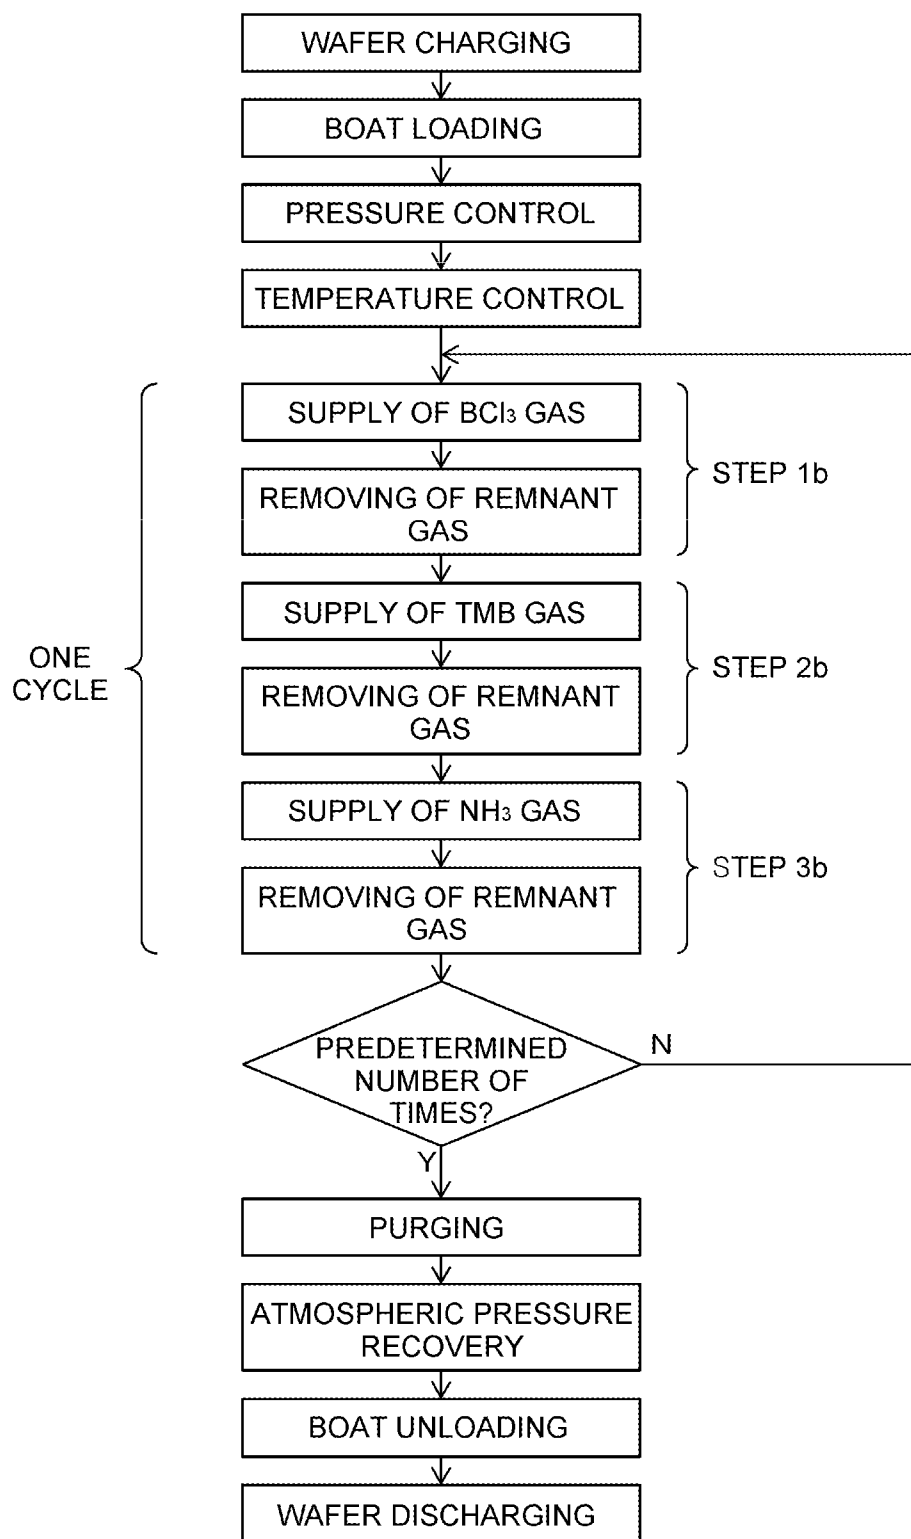 WAFER CHARGING
BOAT LOADING
PRESSURE CONTROL
TEMPERATURE CONTROL
SUPPLY OF BCl₃ GAS
REMOVING OF REMNANT
GAS
STEP 1b
SUPPLY OF TMB GAS
REMOVING OF REMNANT
GAS
STEP 2b
ONE
CYCLE
SUPPLY OF NH₃ GAS
REMOVING OF REMNANT
GAS
STEP 3b
PREDETERMINED
NUMBER OF
TIMES?
N
Y
PURGING
ATMOSPHERIC PRESSURE
RECOVERY
BOAT UNLOADING
WAFER DISCHARGING